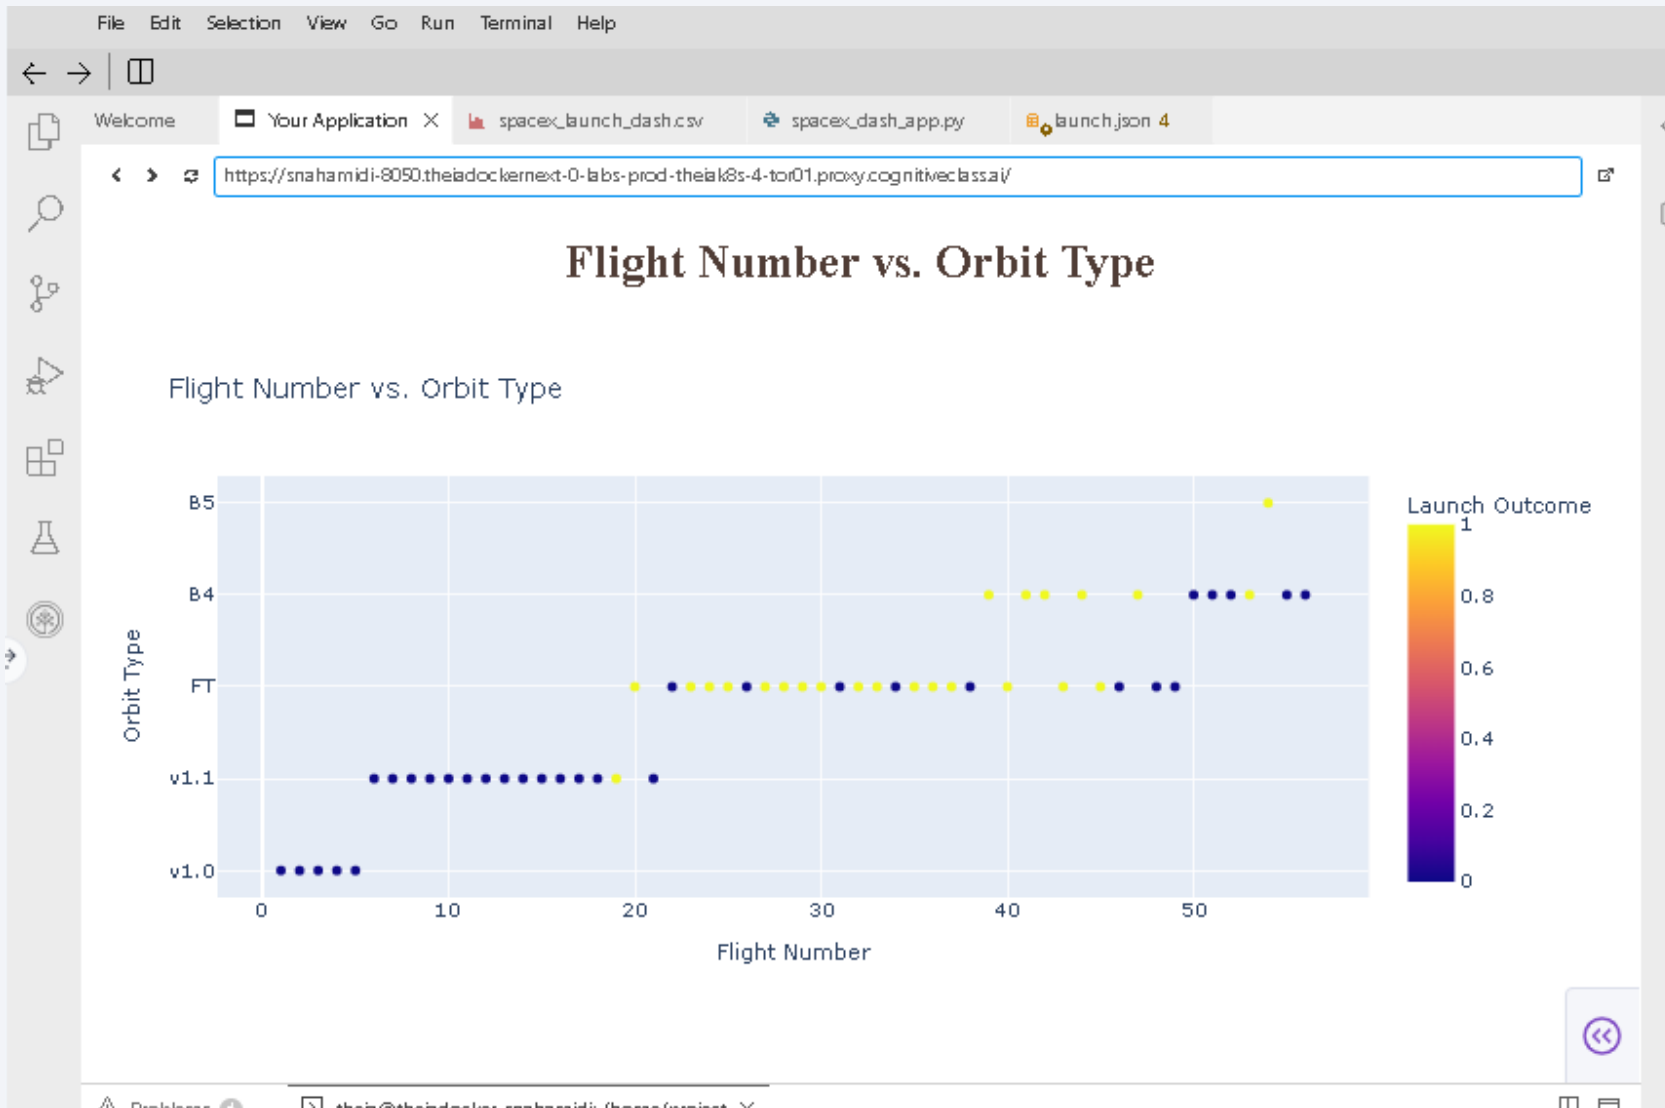 File Edit Selection View Go Run Terminal Help
Welcome Your Application spacex_launch_dash.csv spacex_dash_app.py launch.json 4
https://snahamidi-8050.theiadockernext-0-labs-prod-theiak8s-4-tor01.proxy.cognitiveclass.ai/
Flight Number vs. Orbit Type
Flight Number vs. Orbit Type
B5
B4
FT
v1.1
v1.0
Orbit Type
0 10 20 30 40 50
Flight Number
Launch Outcome
1
0.8
0.6
0.4
0.2
0
Problems